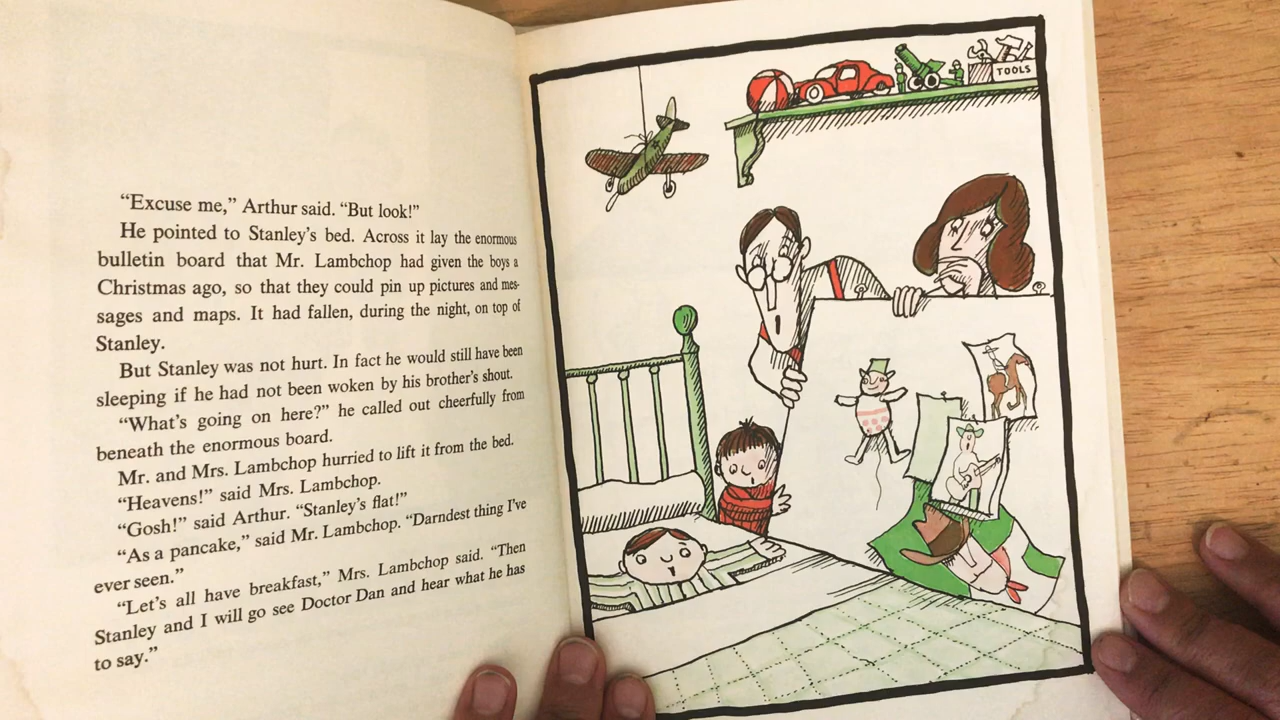 “Excuse me,” Arthur said. “But look!”
He pointed to Stanley’s bed. Across it lay the enormous
bulletin board that Mr. Lambchop had given the boys a
Christmas ago, so that they could pin up pictures and mes-
sages and maps. It had fallen, during the night, on top of
Stanley.
But Stanley was not hurt. In fact he would still have been
sleeping if he had not been woken by his brother’s shout.
“What’s going on here?” he called out cheerfully from
beneath the enormous board.
Mr. and Mrs. Lambchop hurried to lift it from the bed.
“Heavens!” said Mrs. Lambchop.
“Gosh!” said Arthur. “Stanley’s flat!”
“As a pancake,” said Mr. Lambchop. “Darndest thing I’ve
ever seen.”
“Let’s all have breakfast,” Mrs. Lambchop said. “Then
Stanley and I will go see Doctor Dan and hear what he has
to say.”
TOOLS